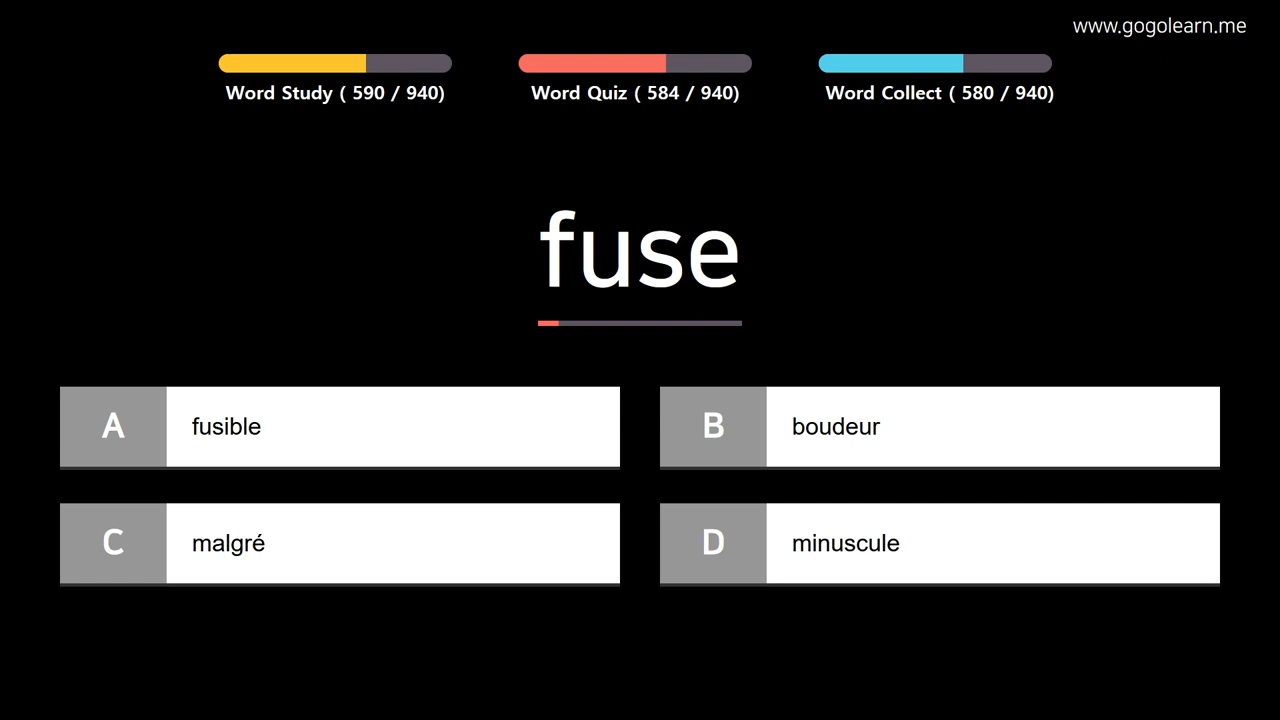 www.gogolearn.me
Word Study ( 590 / 940)
Word Quiz ( 584 / 940)
Word Collect ( 580 / 940)
fuse
A
fusible
B
boudeur
C
malgré
D
minuscule